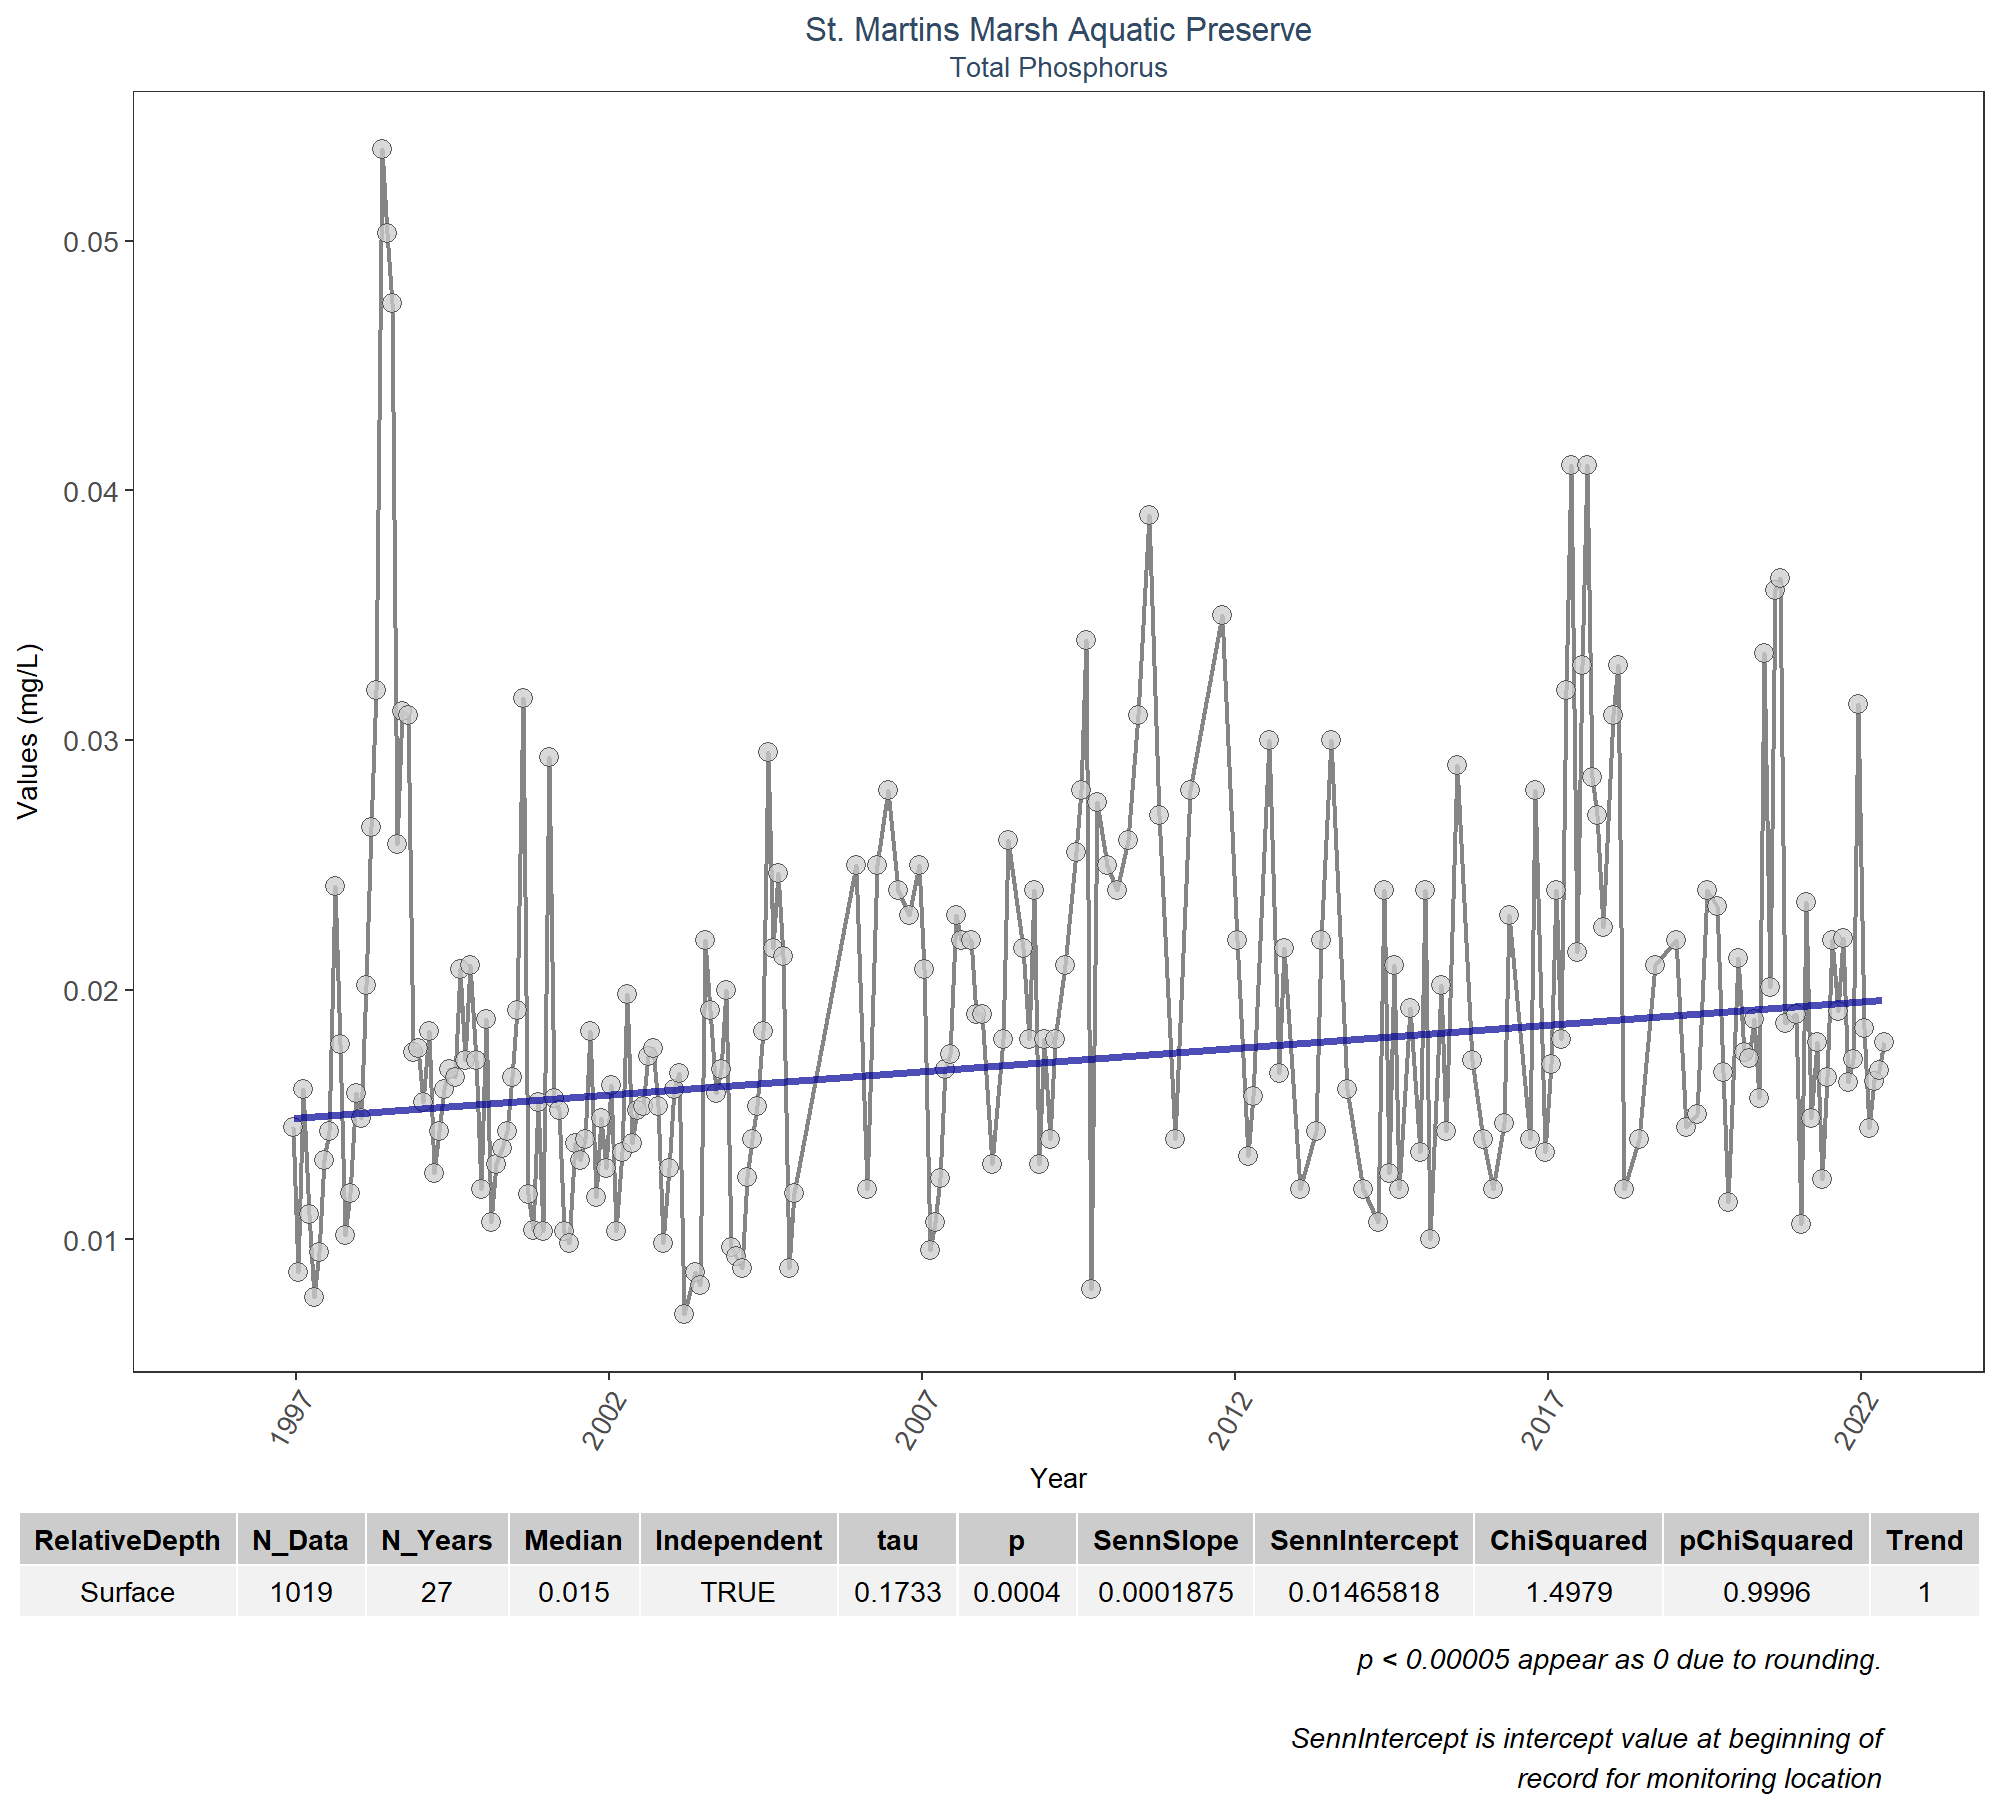 St. Martins Marsh Aquatic Preserve
Total Phosphorus
Values (mg/L)
0.05
0.04
0.03
0.02
0.01
1997 2002 2007 2012 2017 2022
Year
RelativeDepth N_Data N_Years Median Independent tau p SennSlope SennIntercept ChiSquared pChiSquared Trend
Surface 1019 27 0.015 TRUE 0.1733 0.0004 0.0001875 0.01465818 1.4979 0.9996 1
p < 0.00005 appear as 0 due to rounding.
SennIntercept is intercept value at beginning of
record for monitoring location